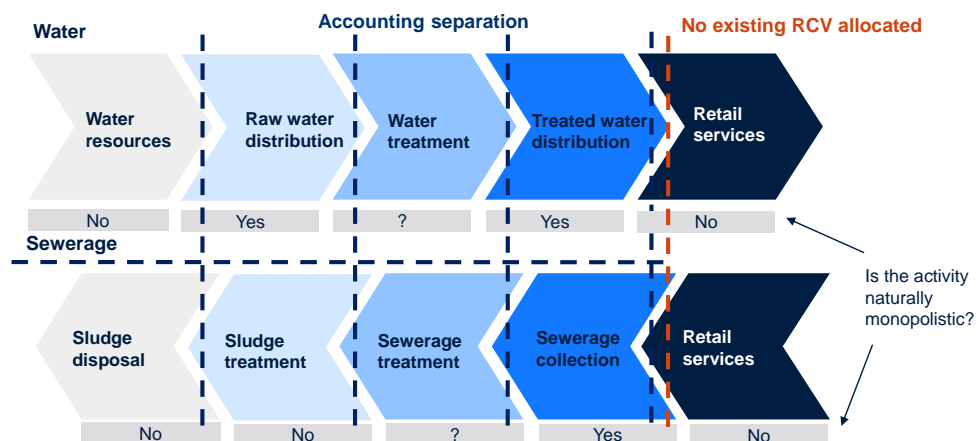 Accounting separation
No existing RCV allocated
Water
Water
resources
Raw water
distribution
Water
treatment
Treated water
distribution
Retail
services
No
Yes
?
Yes
No
Sewerage
Is the activity
naturally
monopolistic?
Sludge
disposal
Sludge
treatment
Sewerage
treatment
Sewerage
collection
Retail
services
No
No
?
Yes
No